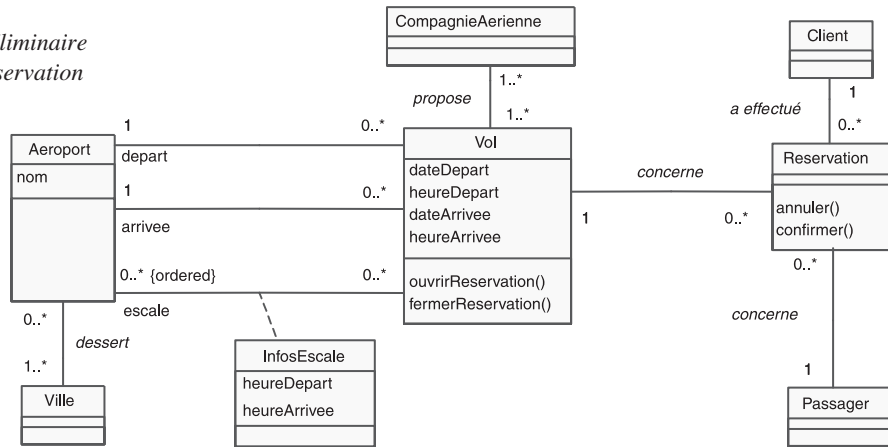 liminaire
servation
CompagnieAerienne
1..*
propose
1..*
Client
1
a effectué
0..*
Aeroport
nom
1
depart
0..*
1
arrivee
0..*
0..* {ordered}
escale
0..*
Vol
dateDepart
heureDepart
dateArrivee
heureArrivee
ouvrirReservation()
fermerReservation()
concerne
1
0..*
Reservation
annuler()
confirmer()
0..*
concerne
1
Passager
0..*
dessert
1..*
Ville
InfosEscale
heureDepart
heureArrivee